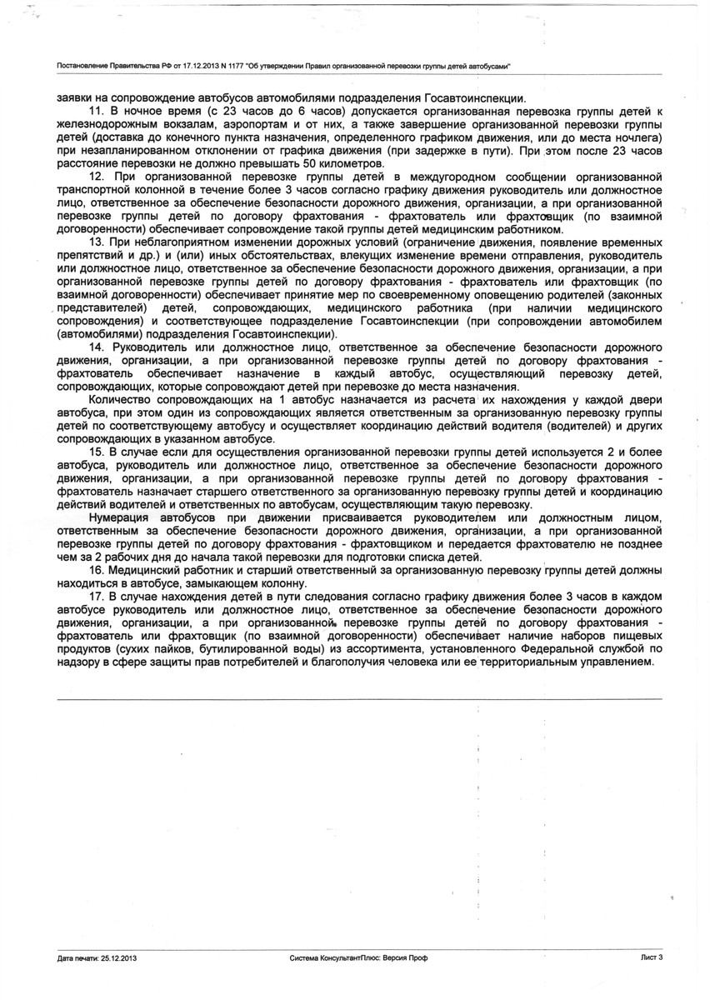 Постановление Правительства РФ от 17.12.2013 N 1177 "Об утверждении Правил организованной перевозки группы детей автобусами"
заявки на сопровождение автобусов автомобилями подразделения Госавтоинспекции.
11. В ночное время (с 23 часов до 6 часов) допускается организованная перевозка группы детей к
железнодорожным вокзалам, аэропортам и от них, а также завершение организованной перевозки группы
детей (доставка до конечного пункта назначения, определенного графиком движения, или до места ночлега)
при незапланированном отклонении от графика движения (при задержке в пути). При этом после 23 часов
расстояние перевозки не должно превышать 50 километров.
12. При организованной перевозке группы детей в междугородном сообщении организованной
транспортной колонной в течение более 3 часов согласно графику движения руководитель или должностное
лицо, ответственное за обеспечение безопасности дорожного движения, организации, а при организованной
перевозке группы детей по договору фрахтования - фрахтователь или фрахтовщик (по взаимной
договоренности) обеспечивает сопровождение такой группы детей медицинским работником.
13. При неблагоприятном изменении дорожных условий (ограничение движения, появление временных
препятствий и др.) и (или) иных обстоятельствах, влекущих изменение времени отправления, руководитель
или должностное лицо, ответственное за обеспечение безопасности дорожного движения, организации, а при
организованной перевозке группы детей по договору фрахтования - фрахтователь или фрахтовщик (по
взаимной договоренности) обеспечивает принятие мер по своевременному оповещению родителей (законных
представителей) детей, сопровождающих, медицинского работника (при наличии медицинского
сопровождения) и соответствующее подразделение Госавтоинспекции (при сопровождении автомобилем
(автомобилями) подразделения Госавтоинспекции).
14. Руководитель или должностное лицо, ответственное за обеспечение безопасности дорожного
движения, организации, а при организованной перевозке группы детей по договору фрахтования -
фрахтователь обеспечивает назначение в каждый автобус, осуществляющий перевозку детей,
сопровождающих, которые сопровождают детей при перевозке до места назначения.
Количество сопровождающих на 1 автобус назначается из расчета их нахождения у каждой двери
автобуса, при этом один из сопровождающих является ответственным за организованную перевозку группы
детей по соответствующему автобусу и осуществляет координацию действий водителя (водителей) и других
сопровождающих в указанном автобусе.
15. В случае если для осуществления организованной перевозки группы детей используется 2 и более
автобуса, руководитель или должностное лицо, ответственное за обеспечение безопасности дорожного
движения, организации, а при организованной перевозке группы детей по договору фрахтования -
фрахтователь назначает старшего ответственного за организованную перевозку группы детей и координацию
действий водителей и ответственных по автобусам, осуществляющим такую перевозку.
Нумерация автобусов при движении присваивается руководителем или должностным лицом,
ответственным за обеспечение безопасности дорожного движения, организации, а при организованной
перевозке группы детей по договору фрахтования - фрахтовщиком и передается фрахтователю не позднее
чем за 2 рабочих дня до начала такой перевозки для подготовки списка детей.
16. Медицинский работник и старший ответственный за организованную перевозку группы детей должны
находиться в автобусе, замыкающем колонну.
17. В случае нахождения детей в пути следования согласно графику движения более 3 часов в каждом
автобусе руководитель или должностное лицо, ответственное за обеспечение безопасности дорожного
движения, организации, а при организованной перевозке группы детей по договору фрахтования -
фрахтователь или фрахтовщик (по взаимной договоренности) обеспечивает наличие наборов пищевых
продуктов (сухих пайков, бутилированной воды) из ассортимента, установленного Федеральной службой по
надзору в сфере защиты прав потребителей и благополучия человека или ее территориальным управлением.
Дата печати: 25.12.2013
Система КонсультантПлюс: Версия Проф
Лист 3